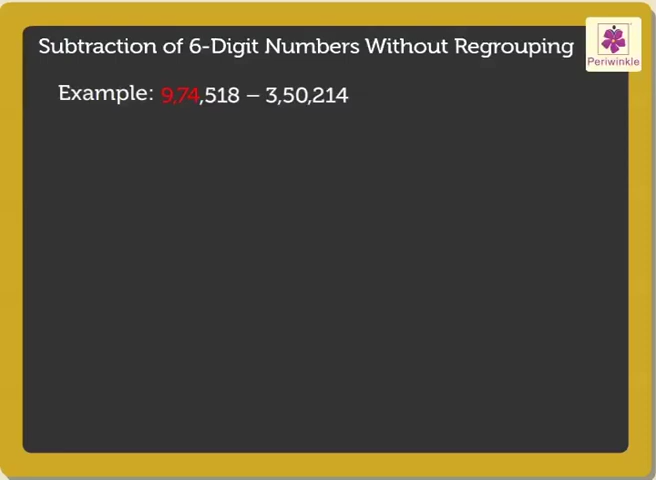 Subtraction of 6-Digit Numbers Without Regrouping
Periwinkle
Example: 9,74,518 – 3,50,214